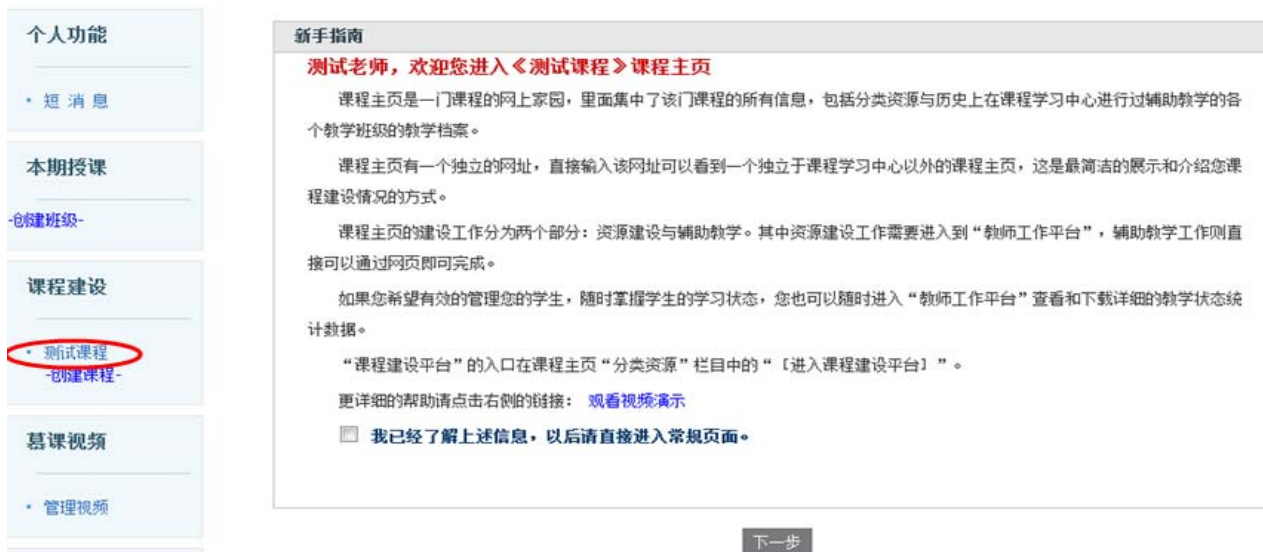 个人功能
· 短 消 息
本期授课
-创建班级-
课程建设
· 测试课程
-创建课程-
慕课视频
· 管理视频
新手指南
测试老师，欢迎您进入《测试课程》课程主页
课程主页是一门课程的网上家园，里面集中了该门课程的所有信息，包括分类资源与历史上在课程学习中心进行过辅助教学的各
个教学班级的教学档案。
课程主页有一个独立的网址，直接输入该网址可以看到一个独立于课程学习中心以外的课程主页，这是最简洁的展示和介绍您课
程建设情况的方式。
课程主页的建设工作分为两个部分：资源建设与辅助教学。其中资源建设工作需要进入到“教师工作平台”，辅助教学工作则直
接可以通过网页即可完成。
如果您希望有效的管理您的学生，随时掌握学生的学习状态，您也可以随时进入“教师工作平台”查看和下载详细的教学状态统
计数据。
“课程建设平台”的入口在课程主页“分类资源”栏目中的“［进入课程建设平台］”。
更详细的帮助请点击右侧的链接： 观看视频演示
我已经了解上述信息，以后请直接进入常规页面。
下一步